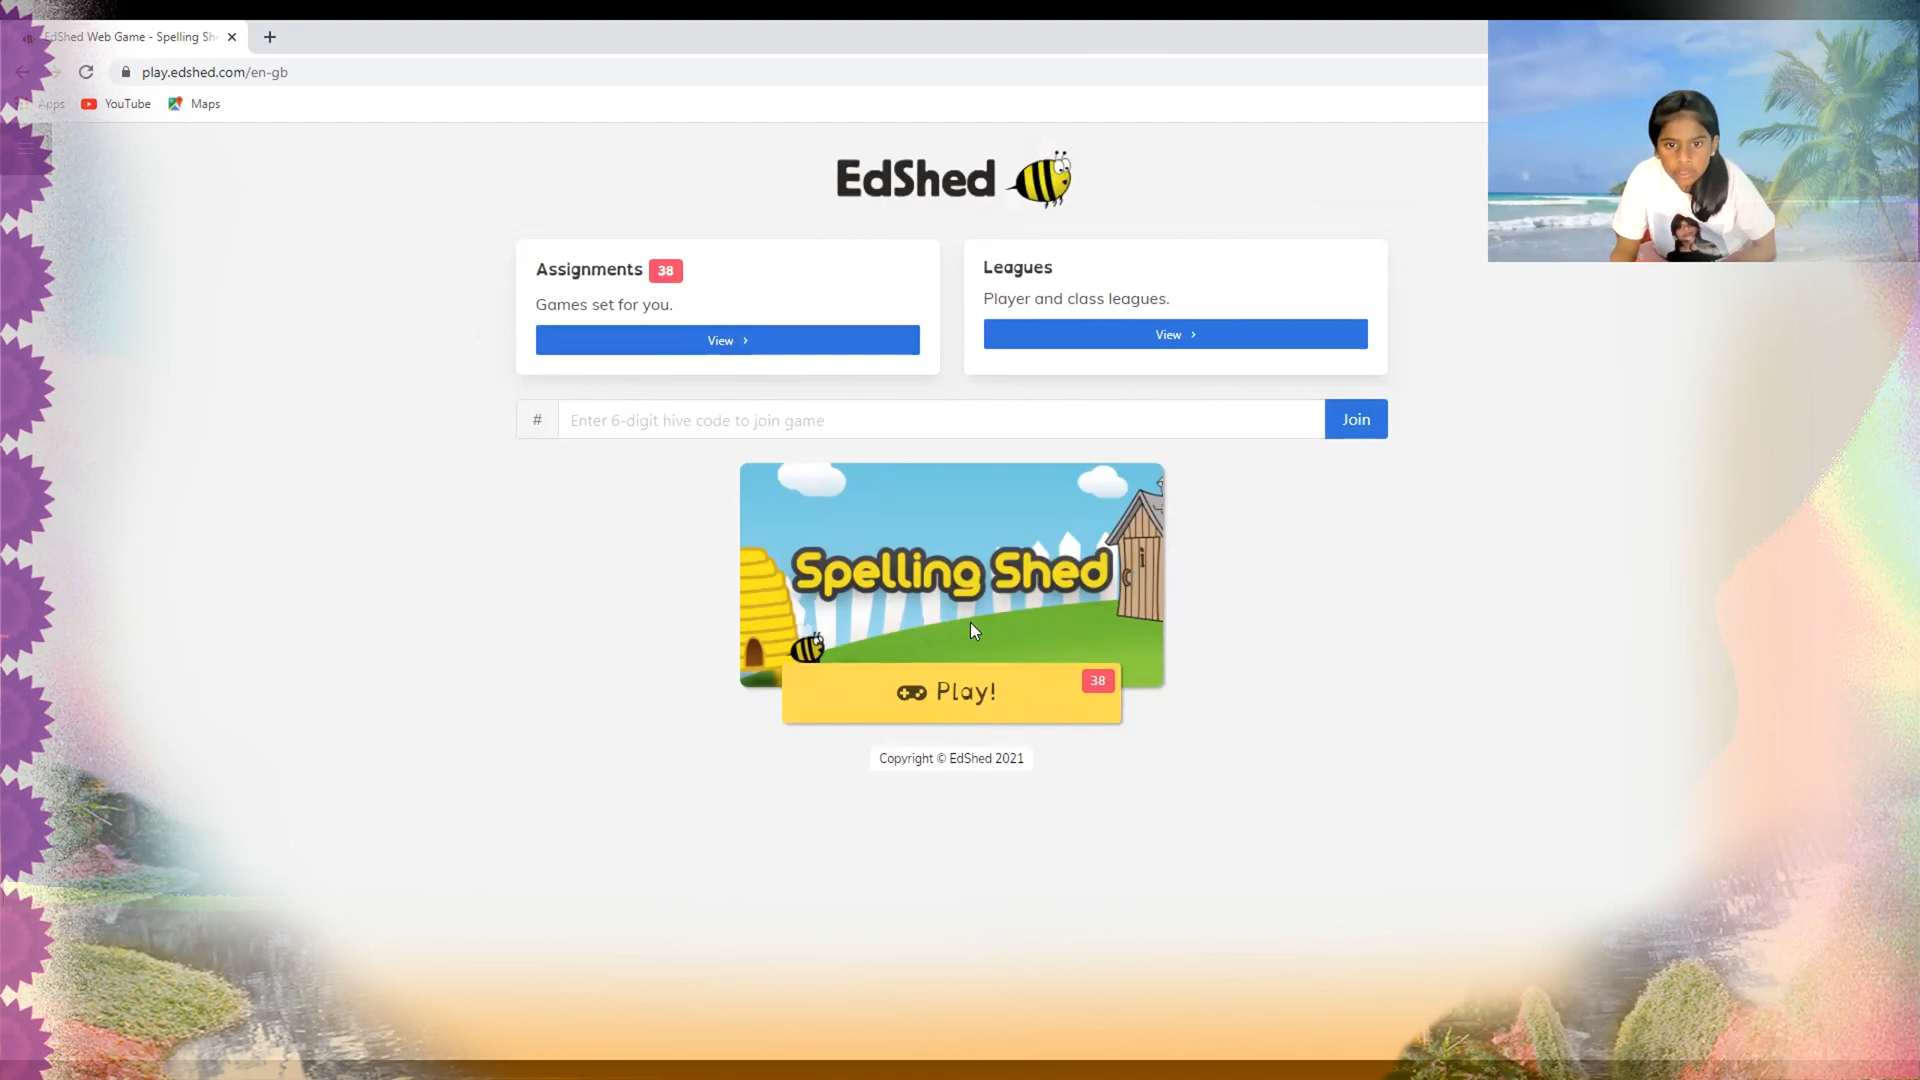 EdShed Web Game - Spelling Sh
play.edshed.com/en-gb
Apps
YouTube
Maps
EdShed
Assignments 38
Games set for you.
View
Leagues
Player and class leagues.
View
# Enter 6-digit hive code to join game
Join
Spelling Shed
Play!
38
Copyright © EdShed 2021